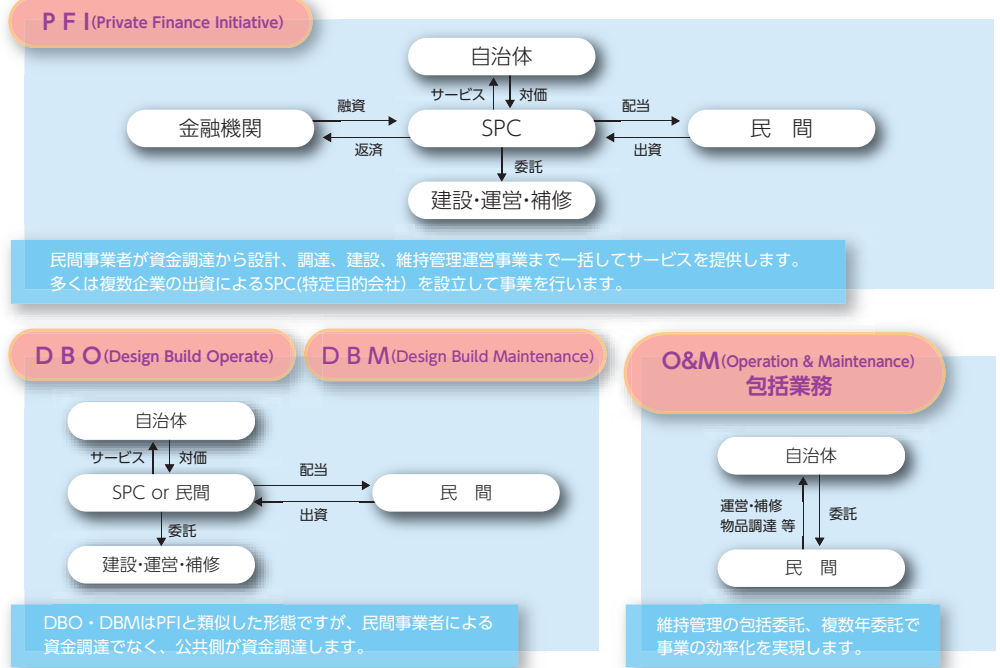 PFI(Private Finance Initiative)
自治体
サービス 対価
融資
配当
金融機関
SPC
民 間
返済
出資
委託
建設・運営・補修
民間事業者が資金調達から設計、調達、建設、維持管理運営事業まで一括してサービスを提供します。
多くは複数企業の出資によるSPC(特定目的会社）を設立して事業を行います。
DBO(Design Build Operate)
DBM(Design Build Maintenance)
自治体
サービス 対価
配当
SPC or 民間
民 間
出資
委託
建設・運営・補修
DBO・DBMはPFIと類似した形態ですが、民間事業者による
資金調達でなく、公共側が資金調達します。
O&M(Operation & Maintenance)
包括業務
自治体
運営・補修
物品調達 等
委託
民 間
維持管理の包括委託、複数年委託で
事業の効率化を実現します。